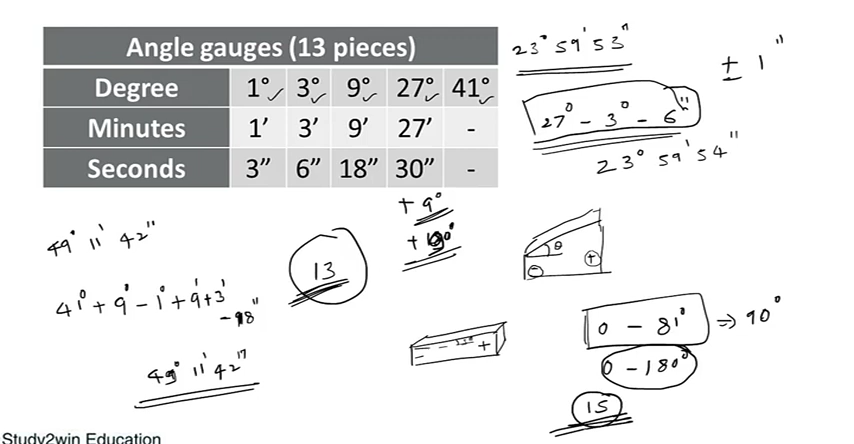 Angle gauges (13 pieces)
Degree 1° 3° 9° 27° 41°
Minutes 1’ 3’ 9’ 27’ -
Seconds 3” 6” 18” 30” -
23° 59' 53"
± 1"
27° - 3° - 6"
23° 59' 54"
+ 9°
+ 90°
49° 11' 42"
13
41° + 9° - 1° + 9' + 3' - 18"
49° 11' 42"
θ
- +
- - +
0 - 81° ⇒ 90°
0 - 180°
15
Study2win Education